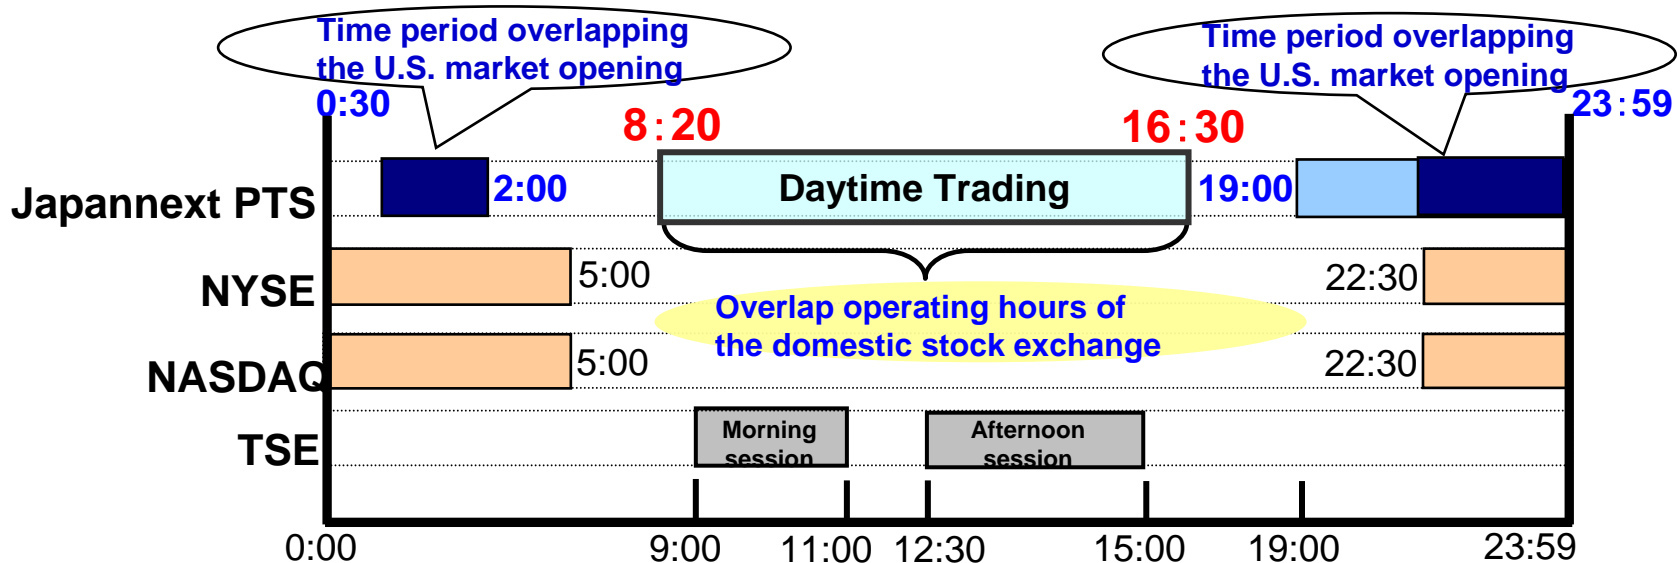 Time period overlapping
the U.S. market opening
Time period overlapping
the U.S. market opening
0:30
8:20
16:30
23:59
Japannext PTS
2:00
Daytime Trading
19:00
NYSE
5:00
22:30
Overlap operating hours of
the domestic stock exchange
NASDAQ
5:00
22:30
TSE
Morning
session
Afternoon
session
0:00
9:00
11:00
12:30
15:00
19:00
23:59